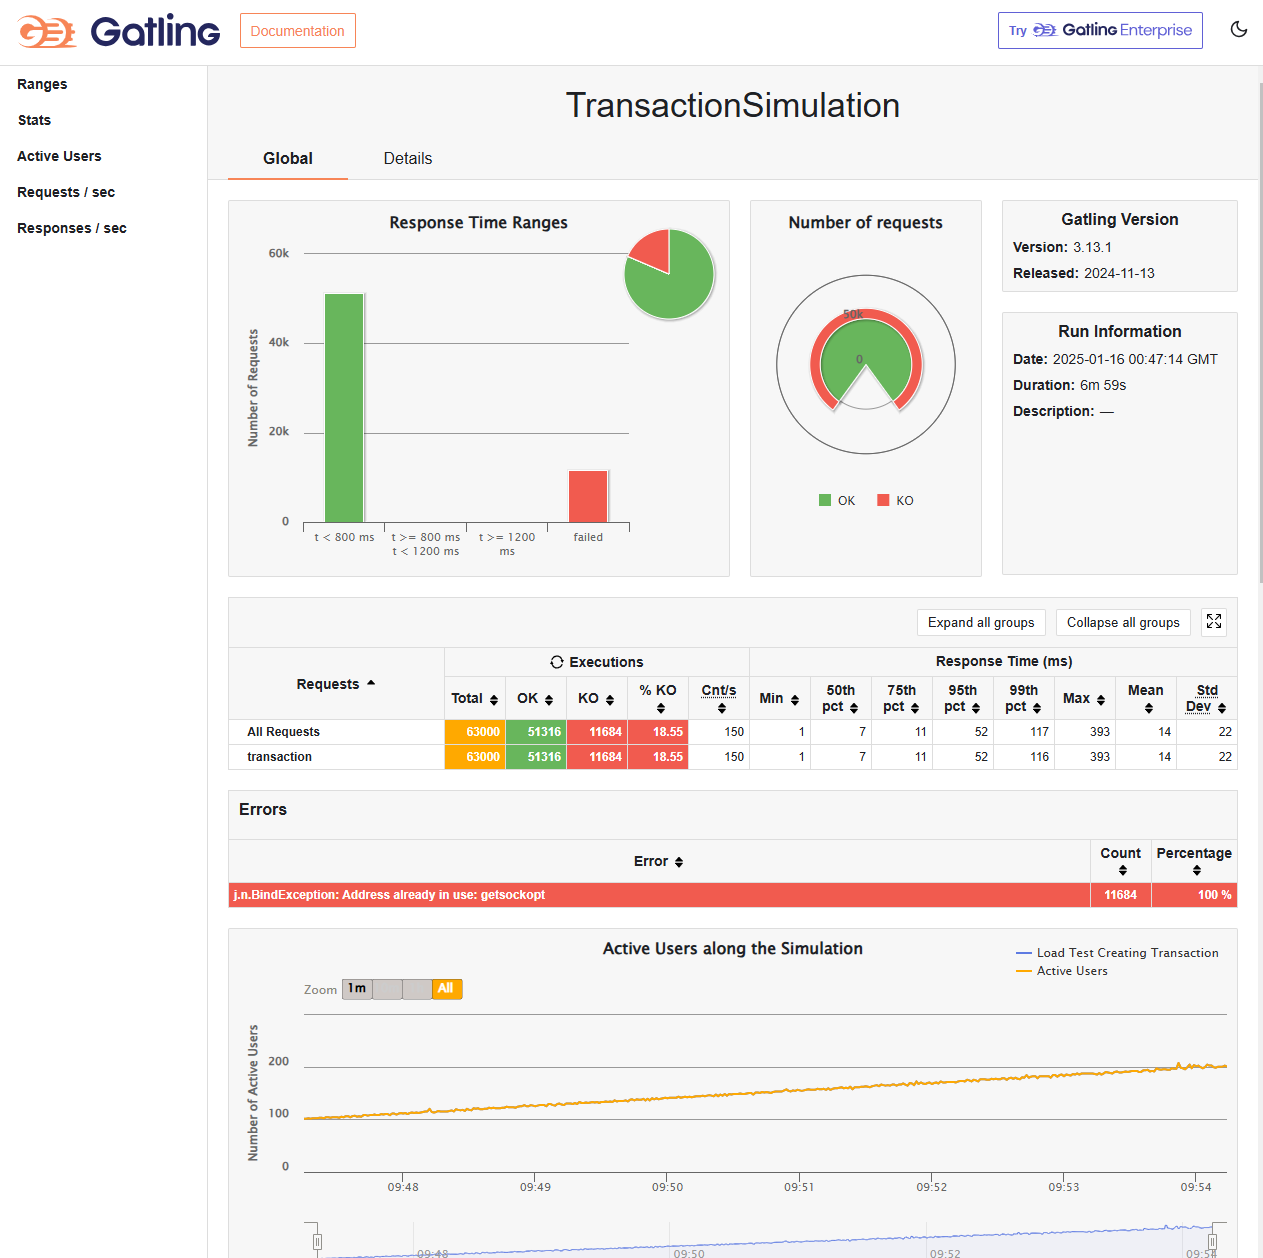 Gatling
Documentation
Try Gatling Enterprise
Ranges
Stats
Active Users
Requests / sec
Responses / sec
TransactionSimulation
Global
Details
Response Time Ranges
Number of Requests
60k
40k
20k
0
t < 800 ms
t >= 800 ms
t < 1200 ms
t >= 1200
ms
failed
Number of requests
50k
0
OK
KO
Gatling Version
Version: 3.13.1
Released: 2024-11-13
Run Information
Date: 2025-01-16 00:47:14 GMT
Duration: 6m 59s
Description: —
Expand all groups
Collapse all groups
Requests
Executions
Response Time (ms)
Total OK KO % KO Cnt/s Min 50th pct 75th pct 95th pct 99th pct Max Mean Std Dev
All Requests 63000 51316 11684 18.55 150 1 7 11 52 117 393 14 22
transaction 63000 51316 11684 18.55 150 1 7 11 52 116 393 14 22
Errors
Error Count Percentage
j.n.BindException: Address already in use: getsockopt 11684 100 %
Active Users along the Simulation
Load Test Creating Transaction
Active Users
Zoom 1m All
Number of Active Users
200
100
0
09:48 09:49 09:50 09:51 09:52 09:53 09:54
09:48 09:50 09:52 09:54